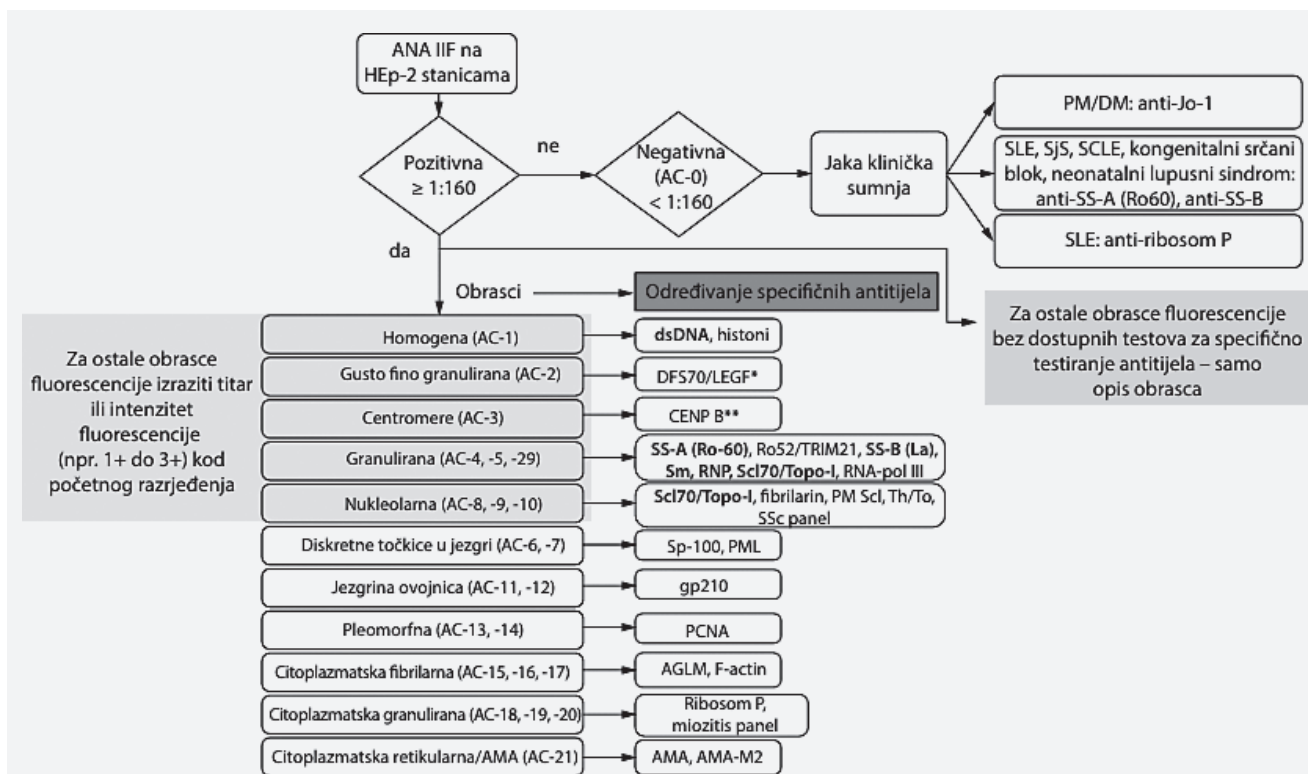 ANA IIF na
HEp-2 stanicama
Pozitivna
≥ 1:160
ne
Negativna
(AC-0)
< 1:160
Jaka klinička
sumnja
PM/DM: anti-Jo-1
SLE, SjS, SCLE, kongenitalni srčani
blok, neonatalni lupusni sindrom:
anti-SS-A (Ro60), anti-SS-B
SLE: anti-ribosom P
da
Obrasci
Određivanje specifičnih antitijela
Za ostale obrasce fluorescencije
bez dostupnih testova za specifično
testiranje antitijela – samo
opis obrasca
Za ostale obrasce
fluorescencije izraziti titar
ili intenzitet
fluorescencije
(npr. 1+ do 3+) kod
početnog razrjeđenja
Homogena (AC-1)
dsDNA, histoni
Gusto fino granulirana (AC-2)
DFS70/LEGF*
Centromere (AC-3)
CENP B**
Granulirana (AC-4, -5, -29)
SS-A (Ro-60), Ro52/TRIM21, SS-B (La),
Sm, RNP, Scl70/Topo-I, RNA-pol III
Nukleolarna (AC-8, -9, -10)
Scl70/Topo-I, fibrilarin, PM Scl, Th/To,
SSc panel
Diskretne točkice u jezgri (AC-6, -7)
Sp-100, PML
Jezgrina ovojnica (AC-11, -12)
gp210
Pleomorfna (AC-13, -14)
PCNA
Citoplazmatska fibrilarna (AC-15, -16, -17)
AGLM, F-actin
Citoplazmatska granulirana (AC-18, -19, -20)
Ribosom P,
miozitis panel
Citoplazmatska retikularna/AMA (AC-21)
AMA, AMA-M2